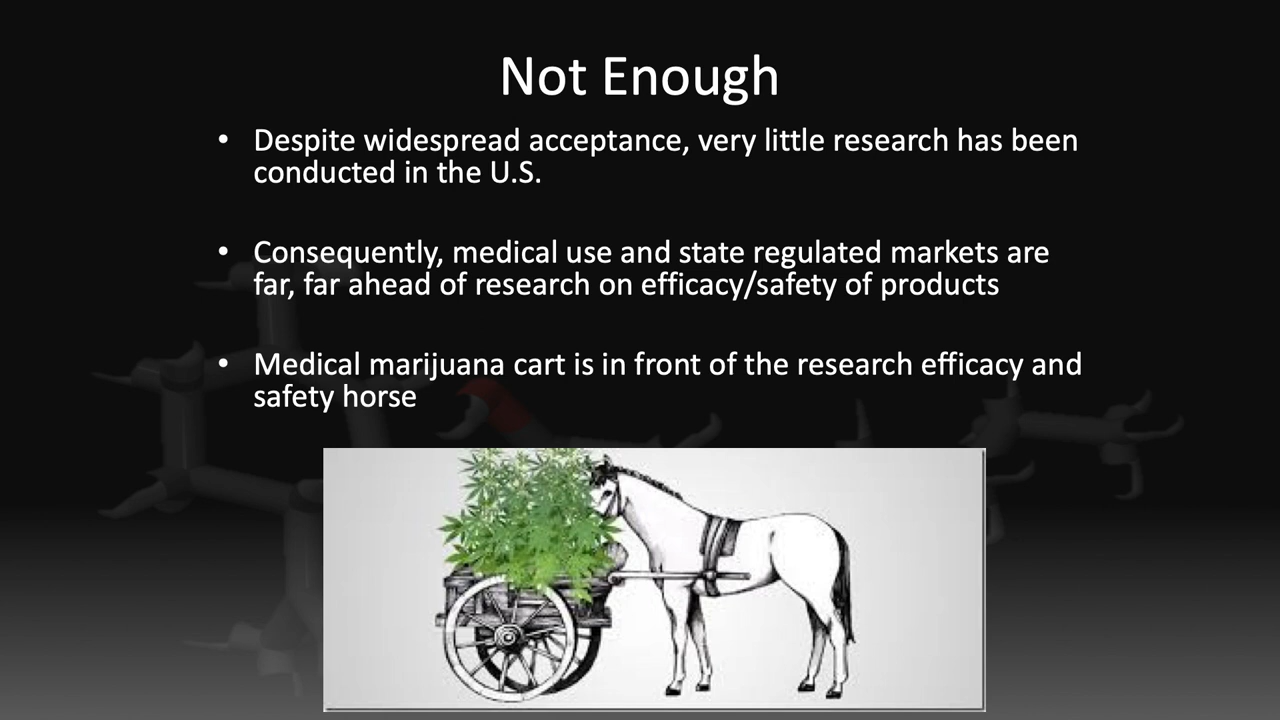 Not Enough
• Despite widespread acceptance, very little research has been
conducted in the U.S.
• Consequently, medical use and state regulated markets are
far, far ahead of research on efficacy/safety of products
• Medical marijuana cart is in front of the research efficacy and
safety horse